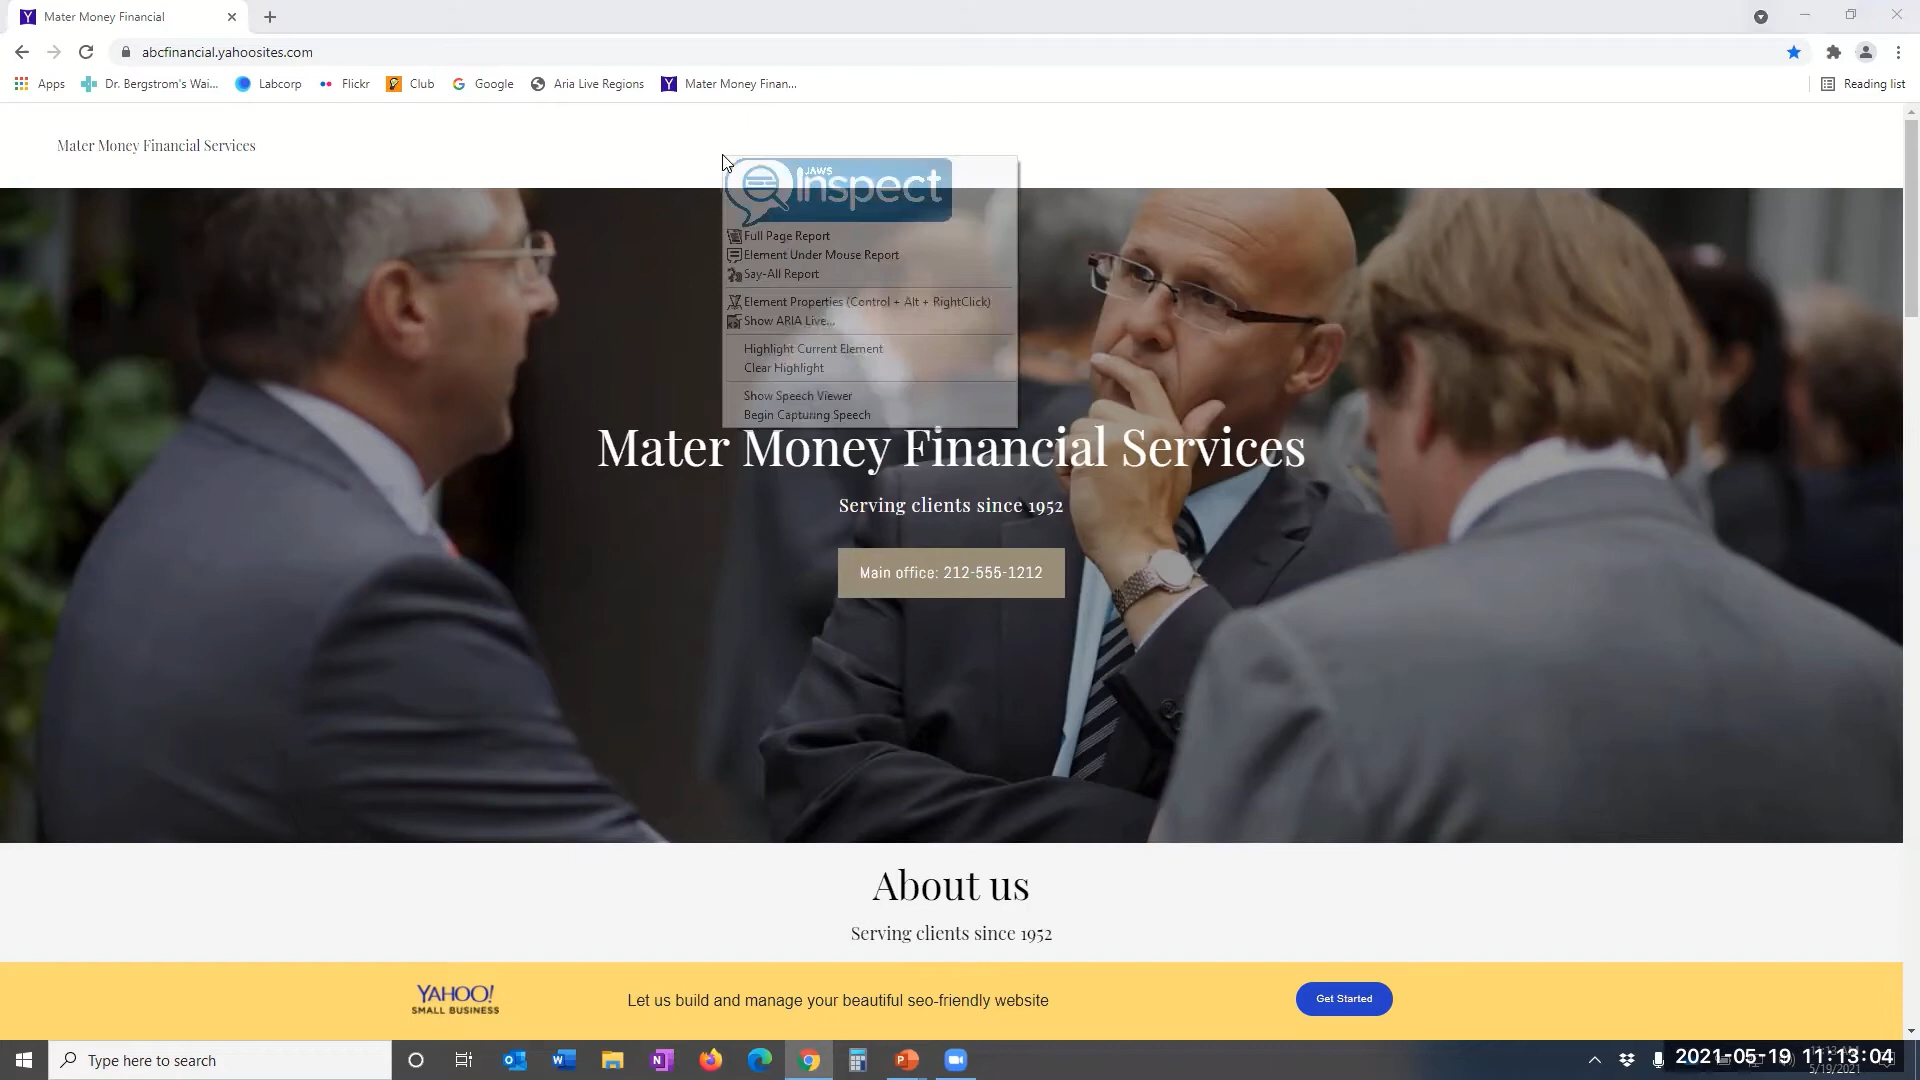 Mater Money Financial
abcfinancial.yahoosites.com
Apps
Dr. Bergstrom's Wai...
Labcorp
Flickr
Club
Google
Aria Live Regions
Mater Money Finan...
Reading list
Mater Money Financial Services
JAWS
Inspect
Full Page Report
Element Under Mouse Report
Say-All Report
Element Properties (Control + Alt + RightClick)
Show ARIA Live...
Highlight Current Element
Clear Highlight
Show Speech Viewer
Begin Capturing Speech
Mater Money Financial Services
Serving clients since 1952
Main office: 212-555-1212
About us
Serving clients since 1952
YAHOO!
SMALL BUSINESS
Let us build and manage your beautiful seo-friendly website
Get Started
Type here to search
2021-05-19 11:13:04
5/19/2021